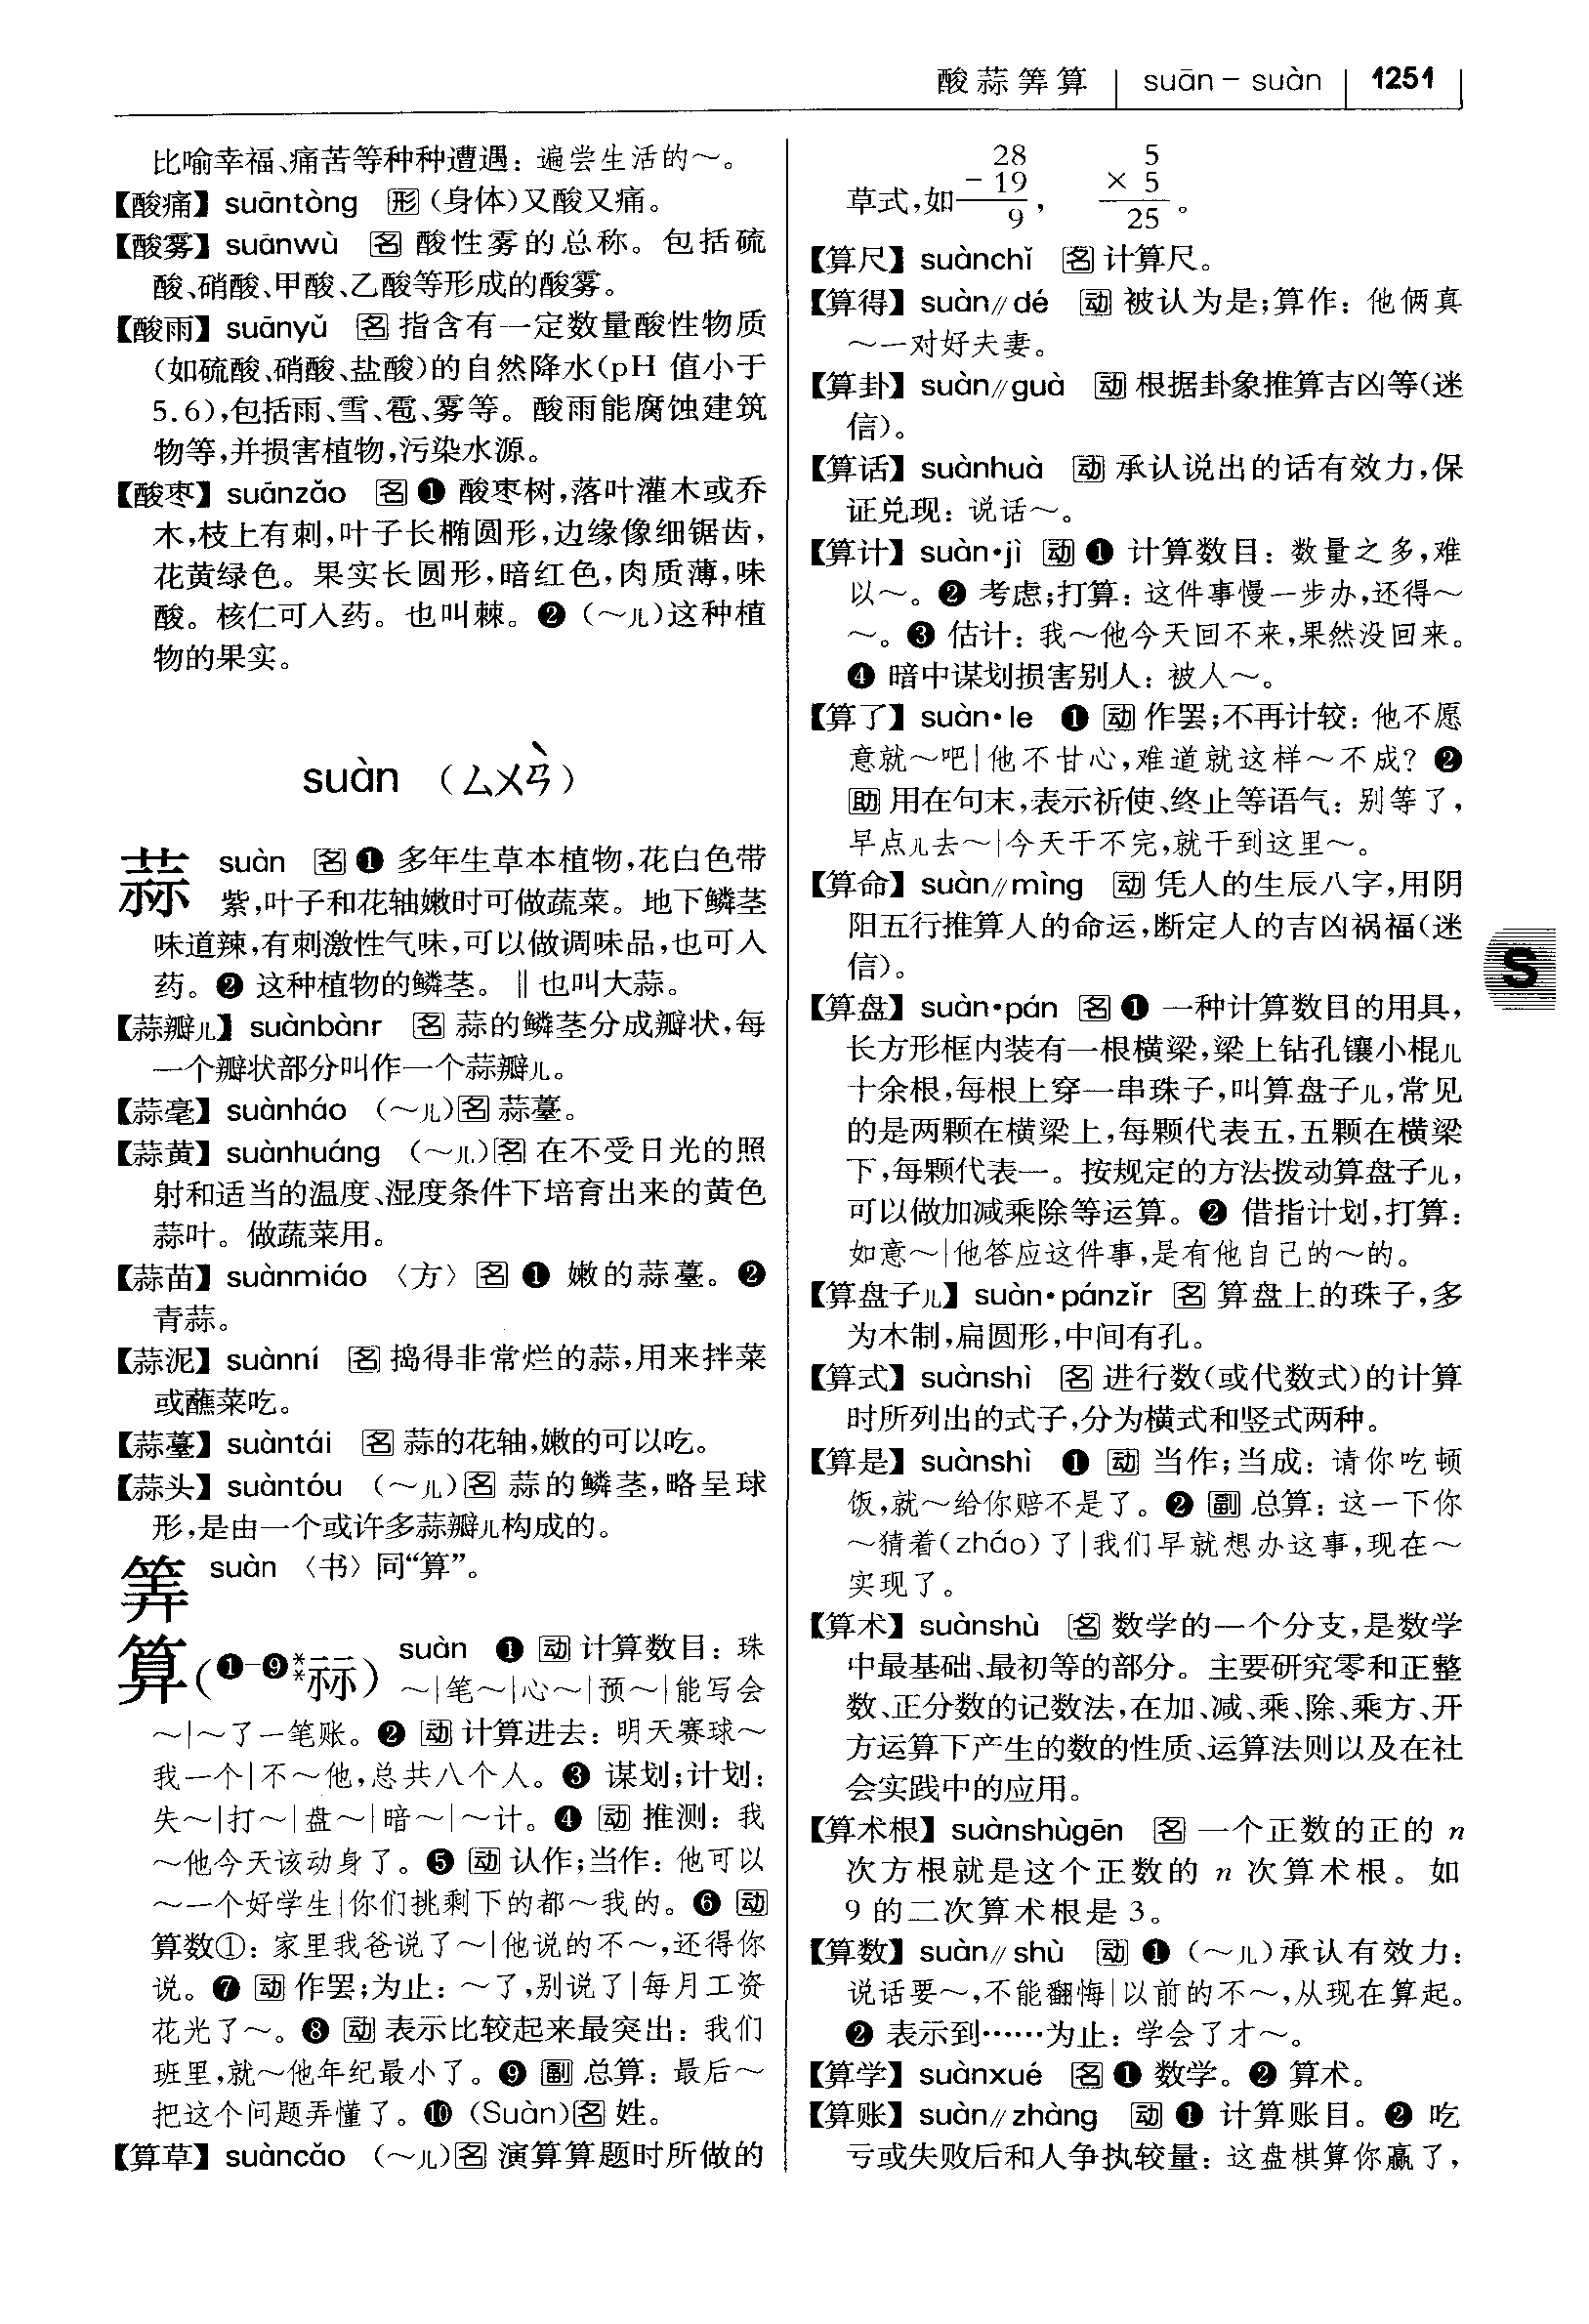 酸蒜筭算 suān－suàn 1251
比喻幸福、痛苦等种种遭遇：遍尝生活的～。
【酸痛】 suāntòng 形（身体）又酸又痛。
【酸雾】 suānwù 名 酸性雾的总称。包括硫
酸、硝酸、甲酸、乙酸等形成的酸雾。
【酸雨】 suānyǔ 名 指含有一定数量酸性物质
（如硫酸、硝酸、盐酸）的自然降水（pH 值小于
5.6），包括雨、雪、雹、雾等。酸雨能腐蚀建筑
物等，并损害植物，污染水源。
【酸枣】 suānzǎo 名❶ 酸枣树，落叶灌木或乔
木，枝上有刺，叶子长椭圆形，边缘像细锯齿，
花黄绿色。果实长圆形，暗红色，肉质薄，味
酸。核仁可入药。也叫棘。❷（～儿）这种植
物的果实。
suàn （ㄙㄨㄢˋ）
蒜 suàn 名❶ 多年生草本植物，花白色带
紫，叶子和花轴嫩时可做蔬菜。地下鳞茎
味道辣，有刺激性气味，可以做调味品，也可入
药。❷ 这种植物的鳞茎。‖也叫大蒜。
【蒜瓣儿】 suànbànr 名 蒜的鳞茎分成瓣状，每
一个瓣状部分叫作一个蒜瓣儿。
【蒜毫】 suànháo （～儿）名 蒜薹。
【蒜黄】 suànhuáng （～儿）名 在不受日光的照
射和适当的温度、湿度条件下培育出来的黄色
蒜叶。做蔬菜用。
【蒜苗】 suànmiáo 〈方〉名❶ 嫩的蒜薹。❷
青蒜。
【蒜泥】 suànní 名 捣得非常烂的蒜，用来拌菜
或蘸菜吃。
【蒜薹】 suàntái 名 蒜的花轴，嫩的可以吃。
【蒜头】 suàntóu （～儿）名 蒜的鳞茎，略呈球
形，是由一个或许多蒜瓣儿构成的。
筭 suàn 〈书〉同“算”。
算（❶-❾**祘） suàn ❶ 动 计算数目：珠
～|笔～|心～|预～|能写会
～|～了一笔账。❷ 动 计算进去：明天赛球～
我一个|不～他，总共八个人。❸ 谋划；计划：
失～|打～|盘～|暗～|～计。❹ 动 推测：我
～他今天该动身了。❺ 动 认作；当作：他可以
～一个好学生|你们挑剩下的都～我的。❻ 动
算数①：家里我爸说了～|他说的不～，还得你
说。❼ 动 作罢；为止：～了，别说了|每月工资
花光了～。❽ 动 表示比较起来最突出：我们
班里，就～他年纪最小了。❾ 副 总算：最后～
把这个问题弄懂了。❿（Suàn）名 姓。
【算草】 suàncǎo （～儿）名 演算算题时所做的
28 5
－19 × 5
草式，如 9， 25。
【算尺】 suànchǐ 名 计算尺。
【算得】 suàn∥dé 动 被认为是；算作：他俩真
～一对好夫妻。
【算卦】 suàn∥guà 动 根据卦象推算吉凶等（迷
信）。
【算话】 suànhuà 动 承认说出的话有效力，保
证兑现：说话～。
【算计】 suàn·jì 动❶ 计算数目：数量之多，难
以～。❷ 考虑；打算：这件事慢一步办，还得～
～。❸ 估计：我～他今天回不来，果然没回来。
❹ 暗中谋划损害别人：被人～。
【算了】 suàn·le ❶ 动 作罢；不再计较：他不愿
意就～吧|他不甘心，难道就这样～不成？❷
助 用在句末，表示祈使、终止等语气：别等了，
早点儿去～|今天干不完，就干到这里～。
【算命】 suàn∥mìng 动 凭人的生辰八字，用阴
阳五行推算人的命运，断定人的吉凶祸福（迷
信）。
【算盘】 suàn·pán 名❶ 一种计算数目的用具，
长方形框内装有一根横梁，梁上钻孔镶小棍儿
十余根，每根上穿一串珠子，叫算盘子儿，常见
的是两颗在横梁上，每颗代表五，五颗在横梁
下，每颗代表一。按规定的方法拨动算盘子儿，
可以做加减乘除等运算。❷ 借指计划，打算：
如意～|他答应这件事，是有他自己的～的。
【算盘子儿】 suàn·pánzǐr 名 算盘上的珠子，多
为木制，扁圆形，中间有孔。
【算式】 suànshì 名 进行数（或代数式）的计算
时所列出的式子，分为横式和竖式两种。
【算是】 suànshì ❶ 动 当作；当成：请你吃顿
饭，就～给你赔不是了。❷ 副 总算：这一下你
～猜着（zháo）了|我们早就想办这事，现在～
实现了。
【算术】 suànshù 名 数学的一个分支，是数学
中最基础、最初等的部分。主要研究零和正整
数、正分数的记数法，在加、减、乘、除、乘方、开
方运算下产生的数的性质、运算法则以及在社
会实践中的应用。
【算术根】 suànshùgēn 名 一个正数的正的 n
次方根就是这个正数的 n 次算术根。如
9 的二次算术根是 3。
【算数】 suàn∥shù 动❶（～儿）承认有效力：
说话要～，不能翻悔|以前的不～，从现在算起。
❷ 表示到……为止：学会了才～。
【算学】 suànxué 名❶ 数学。❷ 算术。
【算账】 suàn∥zhàng 动❶ 计算账目。❷ 吃
亏或失败后和人争执较量：这盘棋算你赢了，
S